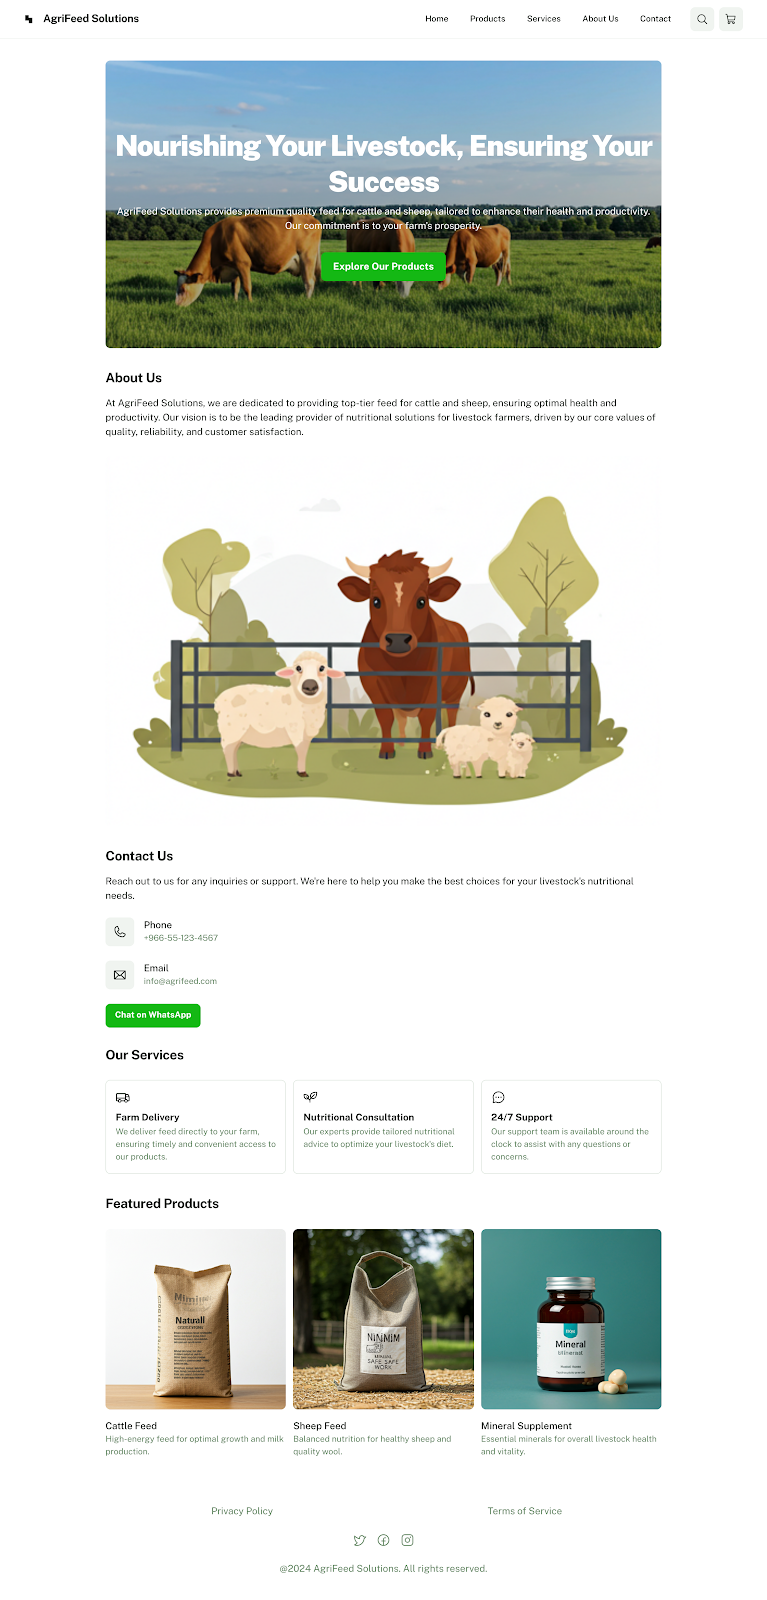 AgriFeed Solutions
Home
Products
Services
About Us
Contact
Nourishing Your Livestock, Ensuring Your
Success
AgriFeed Solutions provides premium quality feed for cattle and sheep, tailored to enhance their health and productivity.
Our commitment is to your farm's prosperity.
Explore Our Products
About Us
At AgriFeed Solutions, we are dedicated to providing top-tier feed for cattle and sheep, ensuring optimal health and
productivity. Our vision is to be the leading provider of nutritional solutions for livestock farmers, driven by our core values of
quality, reliability, and customer satisfaction.
Contact Us
Reach out to us for any inquiries or support. We're here to help you make the best choices for your livestock's nutritional
needs.
Phone
+966-55-123-4567
Email
info@agrifeed.com
Chat on WhatsApp
Our Services
Farm Delivery
We deliver feed directly to your farm,
ensuring timely and convenient access to
our products.
Nutritional Consultation
Our experts provide tailored nutritional
advice to optimize your livestock's diet.
24/7 Support
Our support team is available around the
clock to assist with any questions or
concerns.
Featured Products
Naturall
NINMIM
SAFE SAFE
WORK
Mineral
Cattle Feed
High-energy feed for optimal growth and milk
production.
Sheep Feed
Balanced nutrition for healthy sheep and
quality wool.
Mineral Supplement
Essential minerals for overall livestock health
and vitality.
Privacy Policy
Terms of Service
@2024 AgriFeed Solutions. All rights reserved.